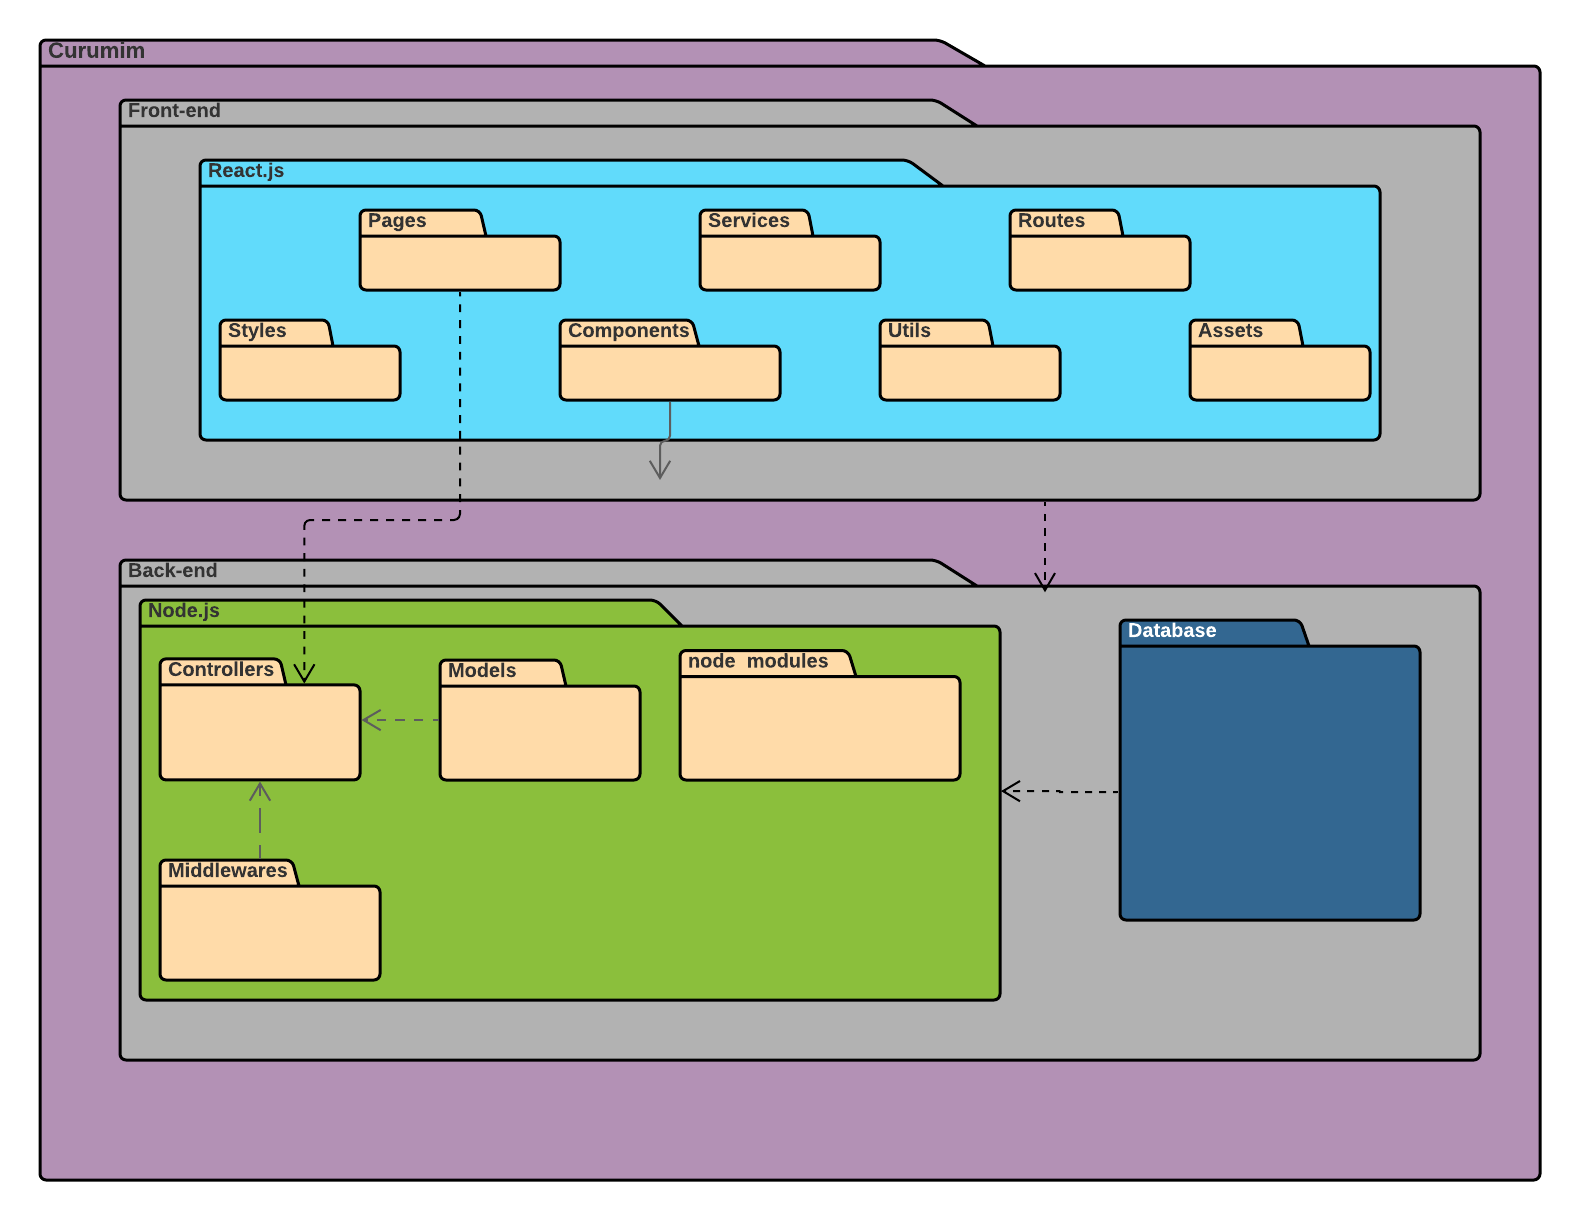 Curumim
Front-end
React.js
Pages
Services
Routes
Styles
Components
Utils
Assets
Back-end
Node.js
Database
Controllers
Models
node modules
Middlewares